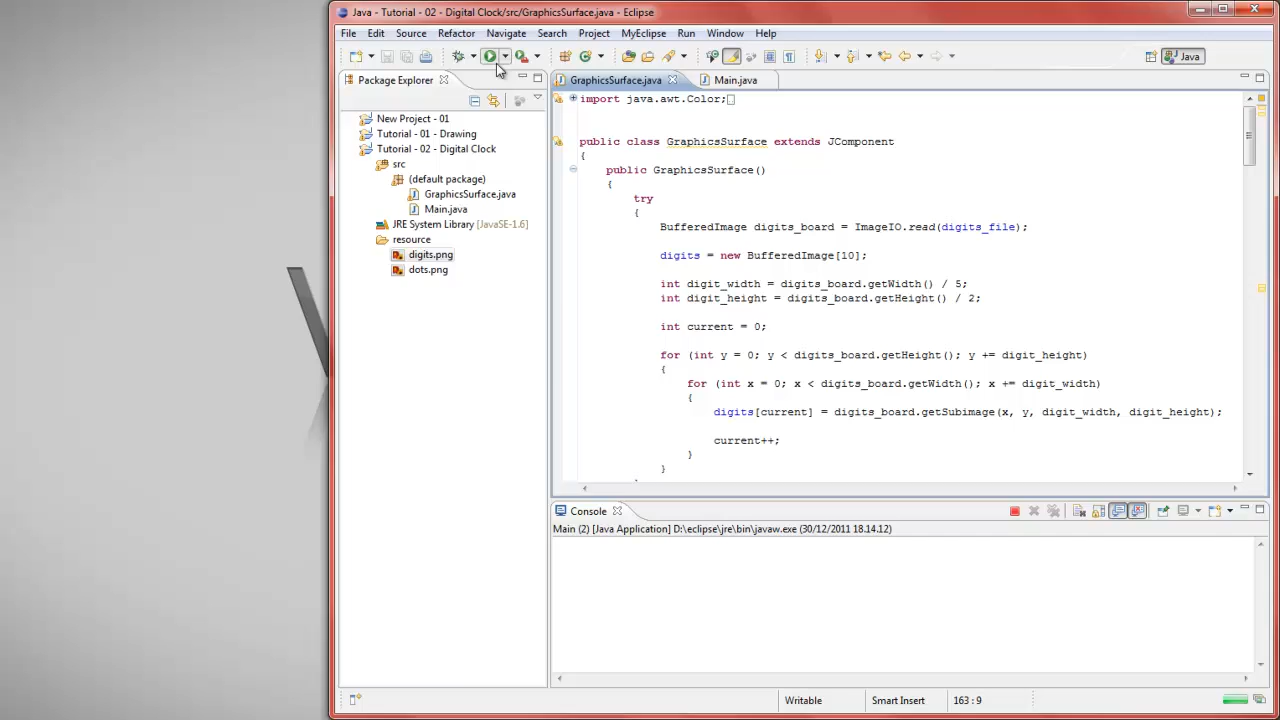 Java - Tutorial - 02 - Digital Clock/src/GraphicsSurface.java - Eclipse
File Edit Source Refactor Navigate Search Project MyEclipse Run Window Help
Java
Package Explorer
GraphicsSurface.java
Main.java
New Project - 01
Tutorial - 01 - Drawing
Tutorial - 02 - Digital Clock
src
(default package)
GraphicsSurface.java
Main.java
JRE System Library [JavaSE-1.6]
resource
digits.png
dots.png
import java.awt.Color;
public class GraphicsSurface extends JComponent
{
public GraphicsSurface()
{
try
{
BufferedImage digits_board = ImageIO.read(digits_file);
digits = new BufferedImage[10];
int digit_width = digits_board.getWidth() / 5;
int digit_height = digits_board.getHeight() / 2;
int current = 0;
for (int y = 0; y < digits_board.getHeight(); y += digit_height)
{
for (int x = 0; x < digits_board.getWidth(); x += digit_width)
{
digits[current] = digits_board.getSubimage(x, y, digit_width, digit_height);
current++;
}
}
Console
Main (2) [Java Application] D:\eclipse\jre\bin\javaw.exe (30/12/2011 18.14.12)
Writable
Smart Insert
163 : 9